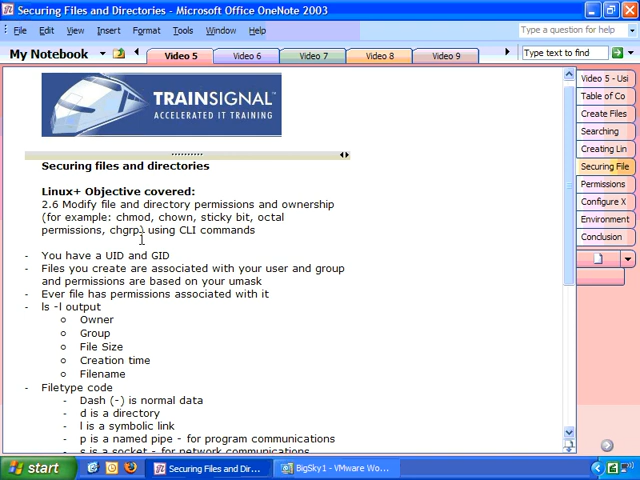 Securing Files and Directories - Microsoft Office OneNote 2003
File Edit View Insert Format Tools Window Help Type a question for help
My Notebook Video 5 Video 6 Video 7 Video 8 Video 9 Type text to find
TRAINSIGNAL™
ACCELERATED IT TRAINING
Securing files and directories
Linux+ Objective covered:
2.6 Modify file and directory permissions and ownership
(for example: chmod, chown, sticky bit, octal
permissions, chgrp) using CLI commands
- You have a UID and GID
- Files you create are associated with your user and group
and permissions are based on your umask
- Ever file has permissions associated with it
- ls -l output
o Owner
o Group
o File Size
o Creation time
o Filename
- Filetype code
o Dash (-) is normal data
o d is a directory
o l is a symbolic link
o p is a named pipe - for program communications
o s is a socket - for network communications
Video 5 - Usi
Table of Co
Create Files
Searching
Creating Lin
Securing File
Permissions
Configure X
Environment
Conclusion
start Securing Files and Dir... BigSky1 - VMware Wo...